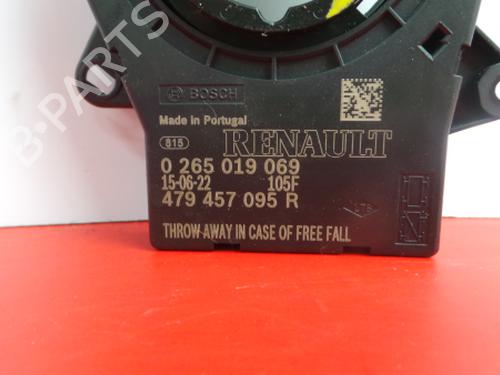 B-PARTS
BOSCH
Made in Portugal
815 RENAULT
0 265 019 069
15-06-22 105F
479 457 095 R
THROW AWAY IN CASE OF FREE FALL